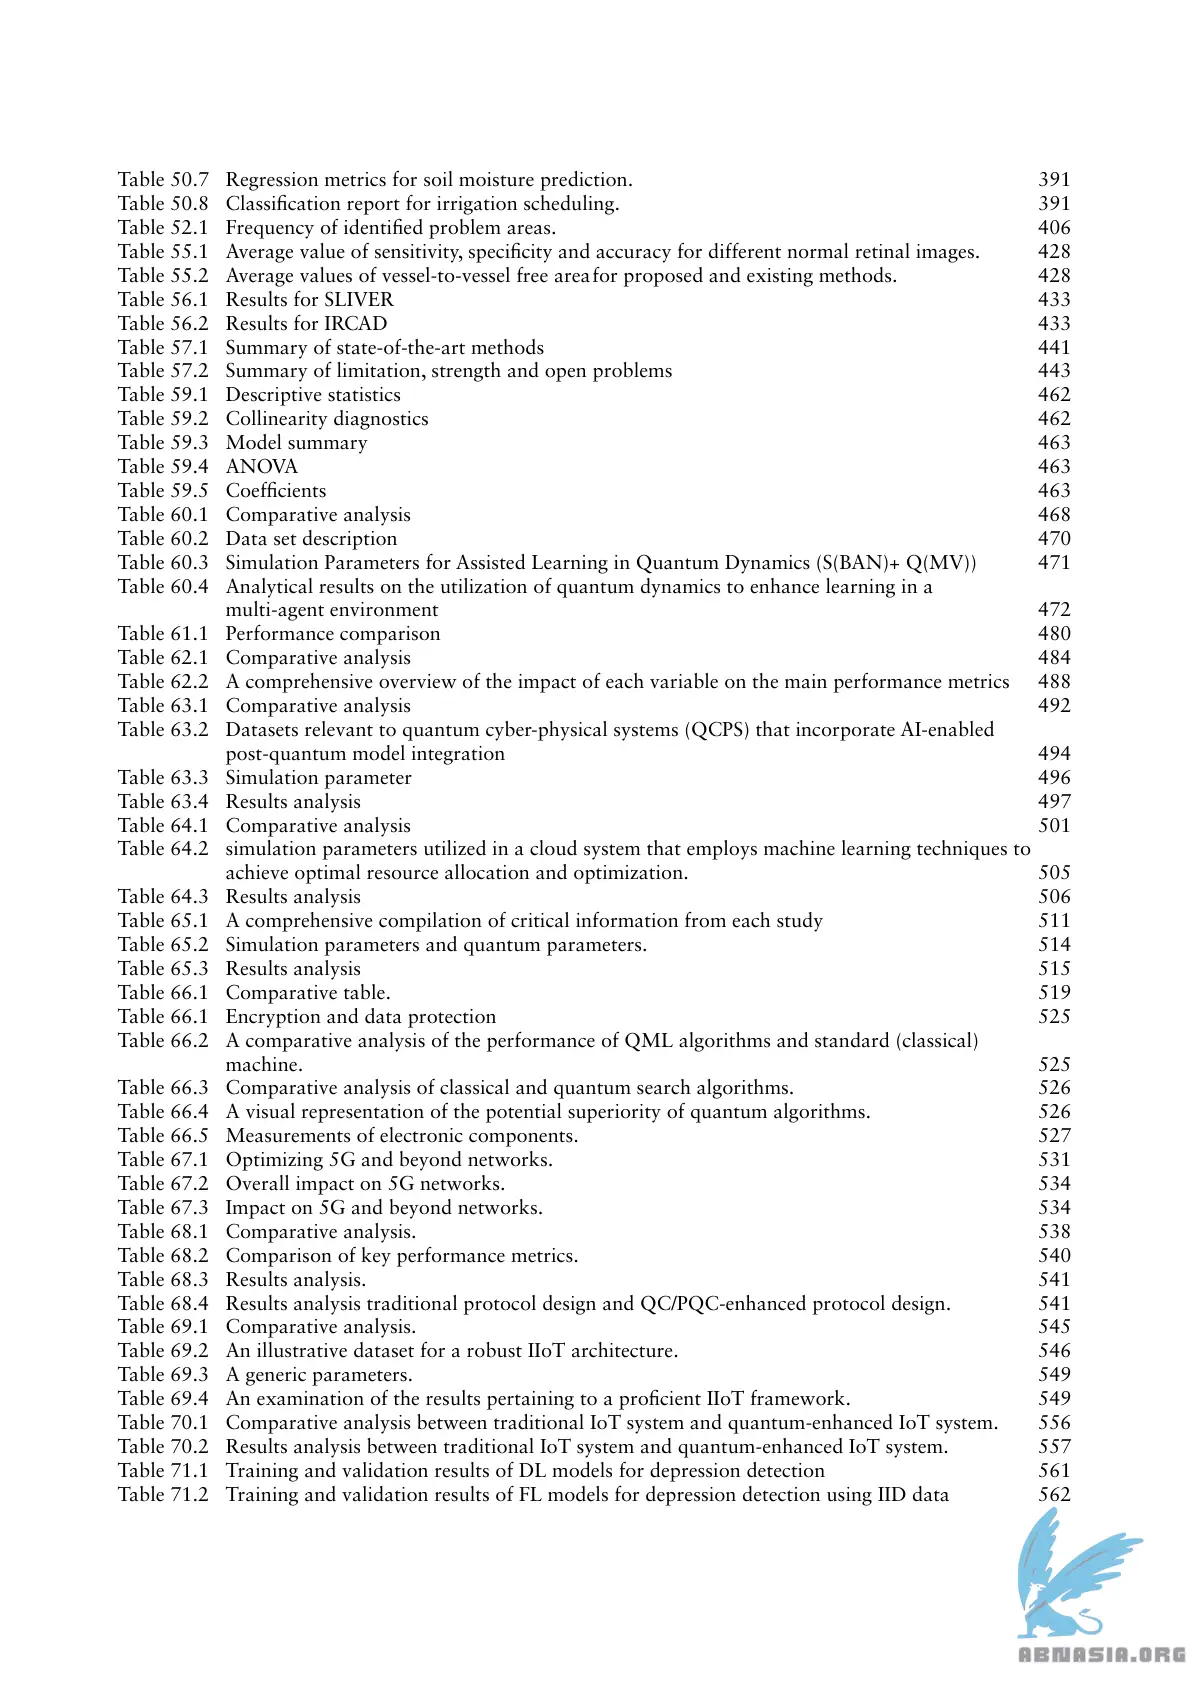 Table 50.7 Regression metrics for soil moisture prediction. 391
Table 50.8 Classification report for irrigation scheduling. 391
Table 52.1 Frequency of identified problem areas. 406
Table 55.1 Average value of sensitivity, specificity and accuracy for different normal retinal images. 428
Table 55.2 Average values of vessel-to-vessel free area for proposed and existing methods. 428
Table 56.1 Results for SLIVER 433
Table 56.2 Results for IRCAD 433
Table 57.1 Summary of state-of-the-art methods 441
Table 57.2 Summary of limitation, strength and open problems 443
Table 59.1 Descriptive statistics 462
Table 59.2 Collinearity diagnostics 462
Table 59.3 Model summary 463
Table 59.4 ANOVA 463
Table 59.5 Coefficients 463
Table 60.1 Comparative analysis 468
Table 60.2 Data set description 470
Table 60.3 Simulation Parameters for Assisted Learning in Quantum Dynamics (S(BAN)+ Q(MV)) 471
Table 60.4 Analytical results on the utilization of quantum dynamics to enhance learning in a
multi-agent environment 472
Table 61.1 Performance comparison 480
Table 62.1 Comparative analysis 484
Table 62.2 A comprehensive overview of the impact of each variable on the main performance metrics 488
Table 63.1 Comparative analysis 492
Table 63.2 Datasets relevant to quantum cyber-physical systems (QCPS) that incorporate AI-enabled
post-quantum model integration 494
Table 63.3 Simulation parameter 496
Table 63.4 Results analysis 497
Table 64.1 Comparative analysis 501
Table 64.2 simulation parameters utilized in a cloud system that employs machine learning techniques to
achieve optimal resource allocation and optimization. 505
Table 64.3 Results analysis 506
Table 65.1 A comprehensive compilation of critical information from each study 511
Table 65.2 Simulation parameters and quantum parameters. 514
Table 65.3 Results analysis 515
Table 66.1 Comparative table. 519
Table 66.1 Encryption and data protection 525
Table 66.2 A comparative analysis of the performance of QML algorithms and standard (classical)
machine. 525
Table 66.3 Comparative analysis of classical and quantum search algorithms. 526
Table 66.4 A visual representation of the potential superiority of quantum algorithms. 526
Table 66.5 Measurements of electronic components. 527
Table 67.1 Optimizing 5G and beyond networks. 531
Table 67.2 Overall impact on 5G networks. 534
Table 67.3 Impact on 5G and beyond networks. 534
Table 68.1 Comparative analysis. 538
Table 68.2 Comparison of key performance metrics. 540
Table 68.3 Results analysis. 541
Table 68.4 Results analysis traditional protocol design and QC/PQC-enhanced protocol design. 541
Table 69.1 Comparative analysis. 545
Table 69.2 An illustrative dataset for a robust IIoT architecture. 546
Table 69.3 A generic parameters. 549
Table 69.4 An examination of the results pertaining to a proficient IIoT framework. 549
Table 70.1 Comparative analysis between traditional IoT system and quantum-enhanced IoT system. 556
Table 70.2 Results analysis between traditional IoT system and quantum-enhanced IoT system. 557
Table 71.1 Training and validation results of DL models for depression detection 561
Table 71.2 Training and validation results of FL models for depression detection using IID data 562
ABNASIA.ORG